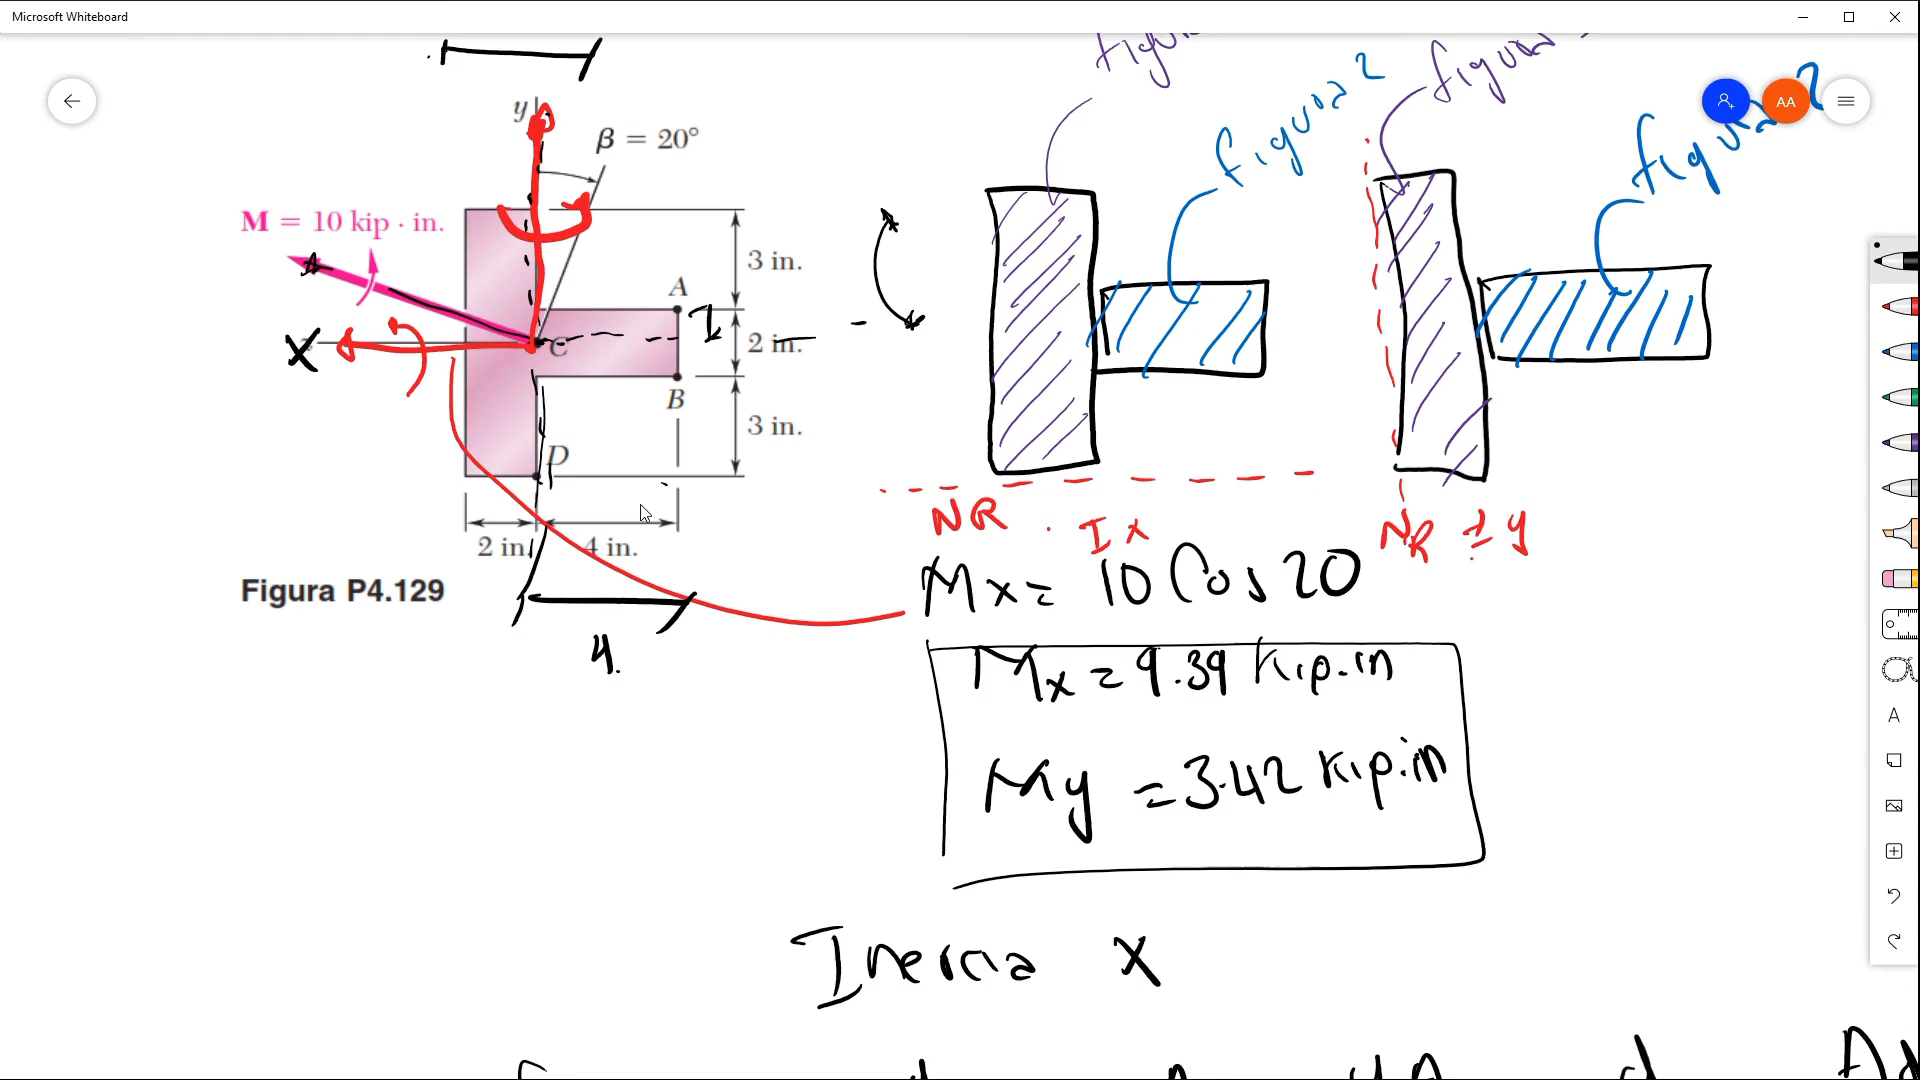 Microsoft Whiteboard
figura 2
figura 2
AA
y
β = 20°
M = 10 kip · in.
3 in.
A
X
C
2 in.
B
3 in.
D
NR
Ix
2 in.
4 in.
Mx = 10 Cos 20
Figura P4.129
4.
Mx = 9.39 Kip.in
My = 3.42 Kip.in
A
Inercia X